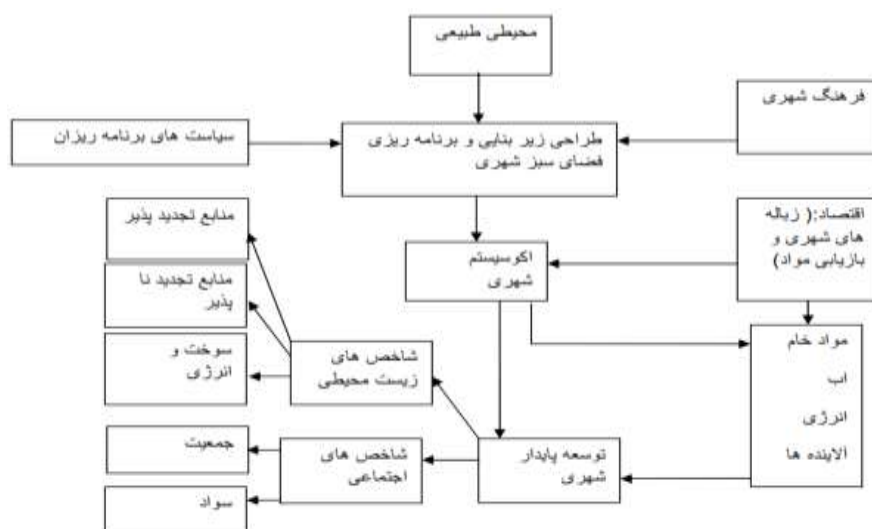 محیطی طبیعی
فرهنگ شهری
سیاست های برنامه ریزان
طراحی زیر بنایی و برنامه ریزی
فضای سبز شهری
منابع تجدید پذیر
اقتصاد:( زباله
های شهری و
بازیابی مواد)
اکوسیستم
شهری
منابع تجدید نا
پذیر
سوخت و
انرژی
شاخص های
زیست محیطی
مواد خام
اب
انرژی
آلاینده ها
جمعیت
شاخص های
اجتماعی
توسعه پایدار
شهری
سواد